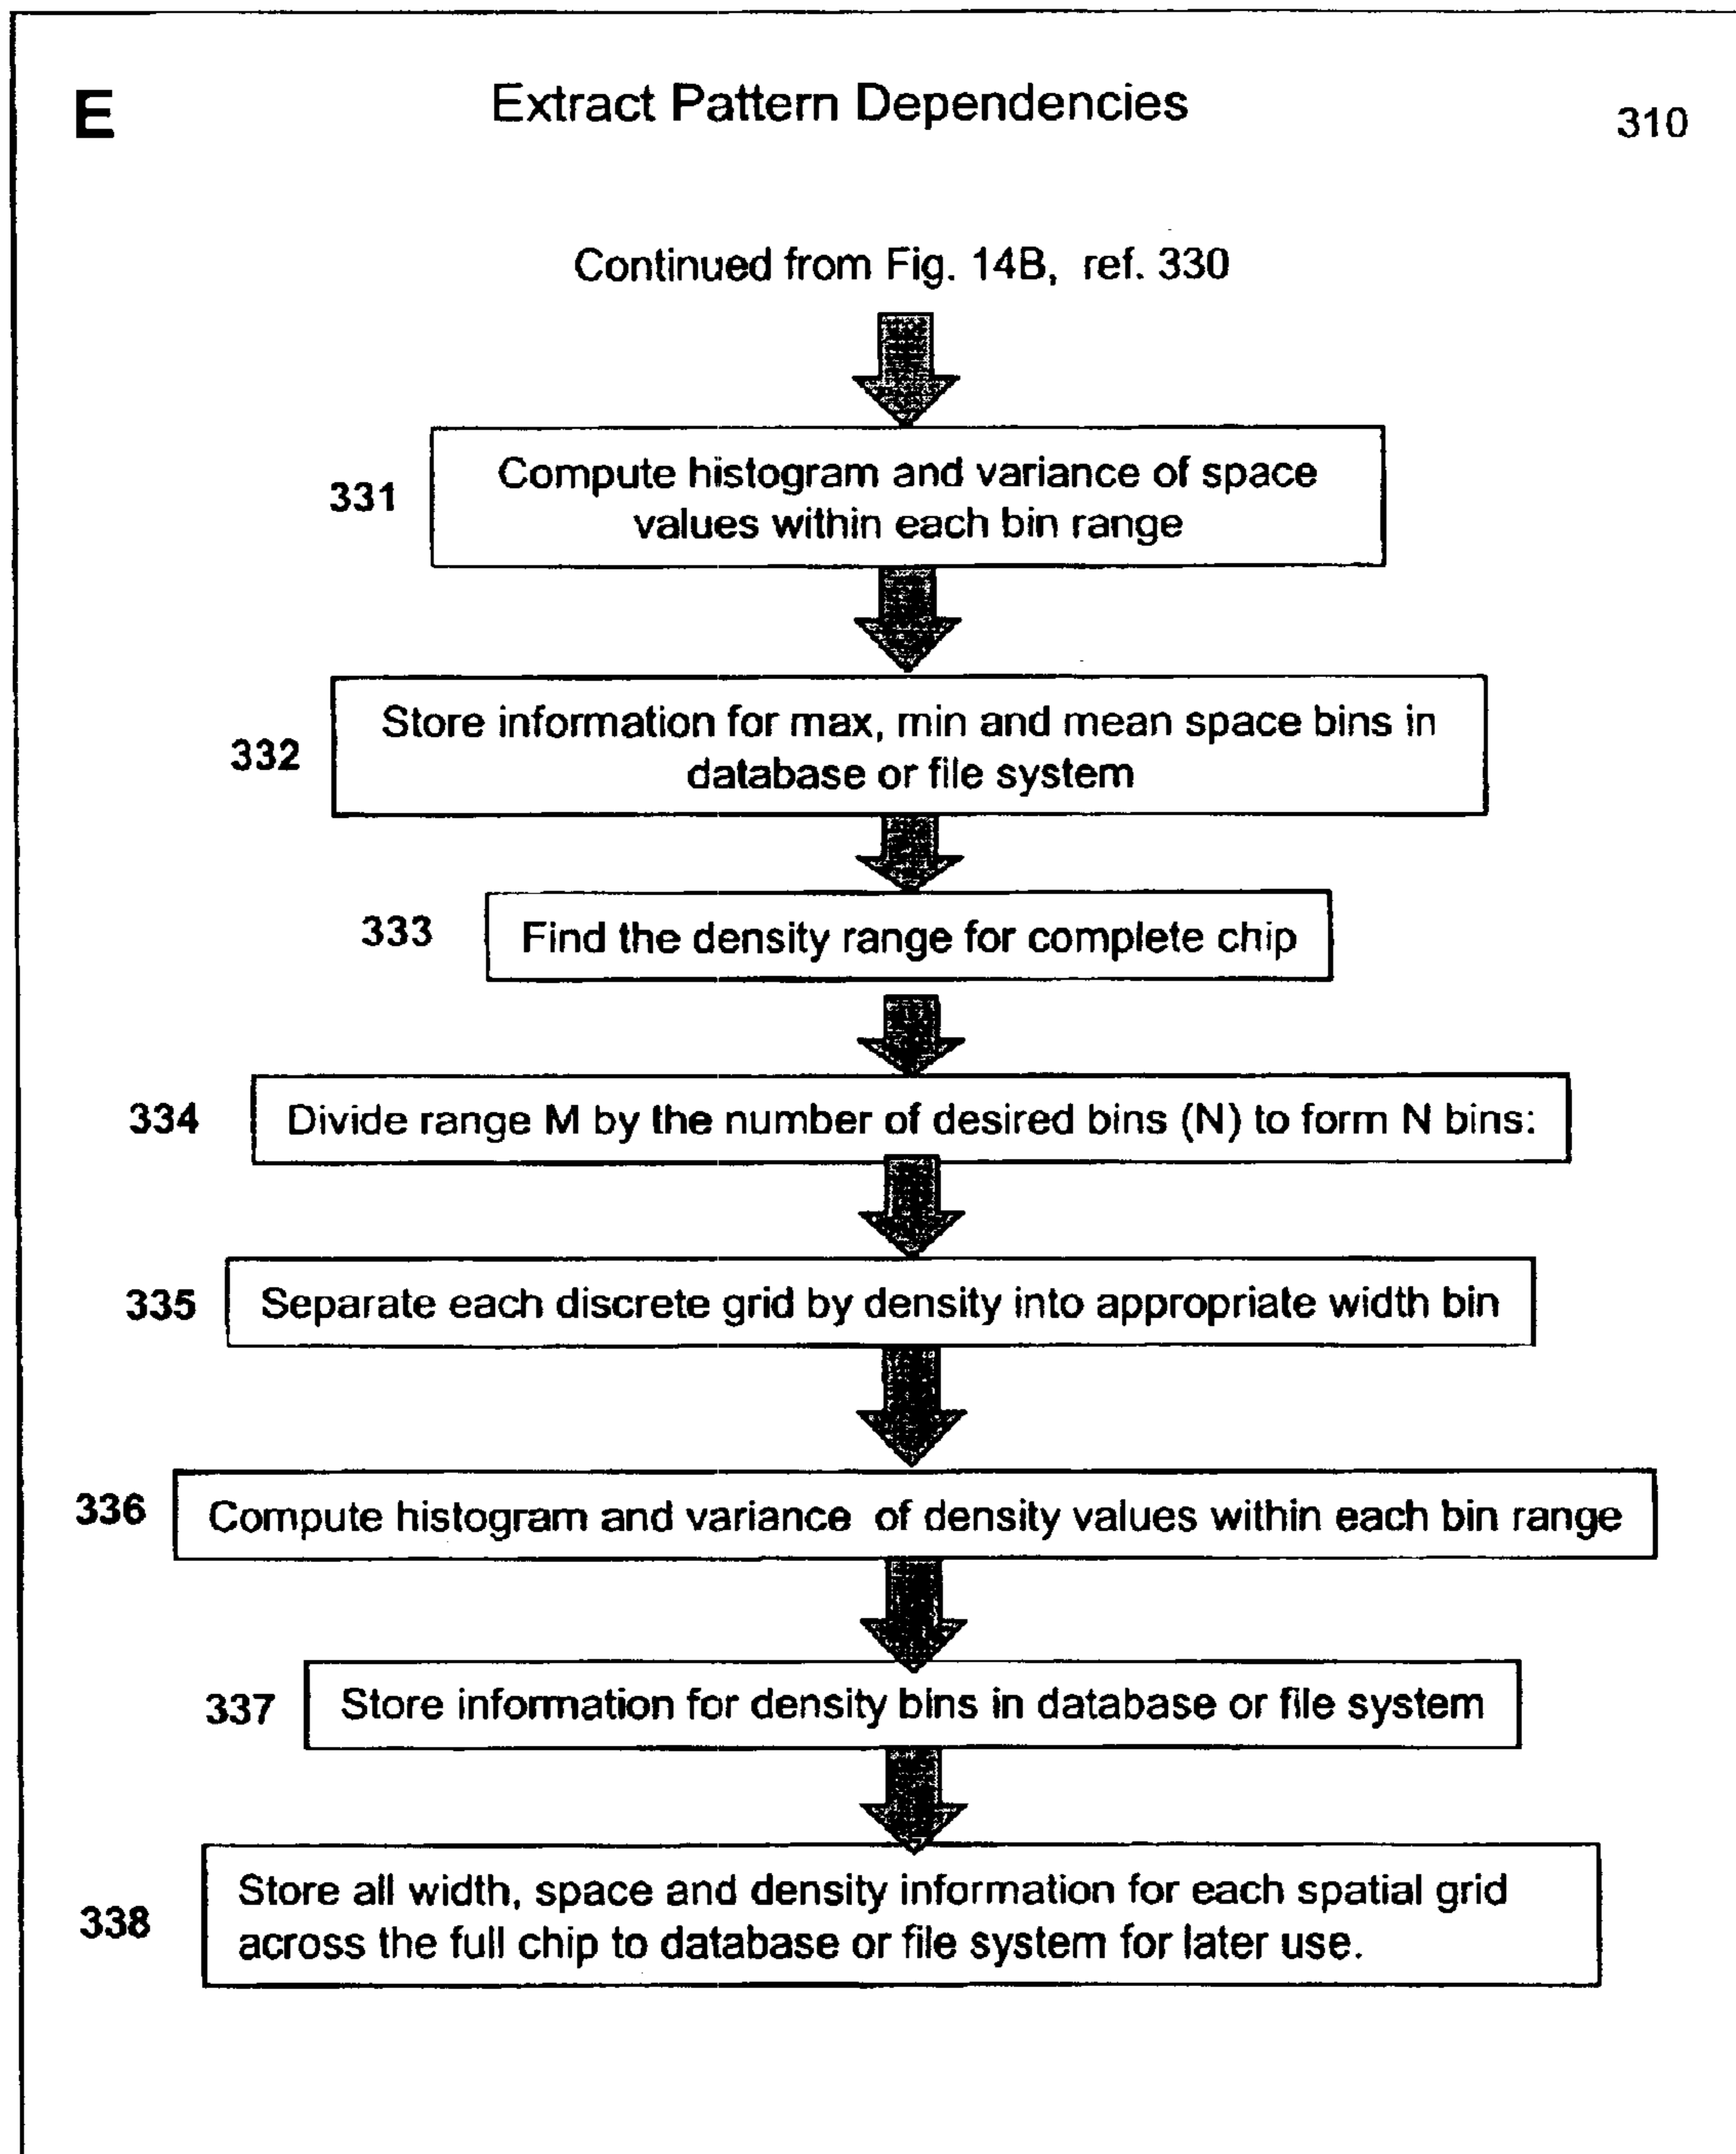 E Extract Pattern Dependencies 310
Continued from Fig. 14B, ref. 330
331 Compute histogram and variance of space
values within each bin range
332 Store information for max, min and mean space bins in
database or file system
333 Find the density range for complete chip
334 Divide range M by the number of desired bins (N) to form N bins:
335 Separate each discrete grid by density into appropriate width bin
336 Compute histogram and variance of density values within each bin range
337 Store information for density bins in database or file system
338 Store all width, space and density information for each spatial grid
across the full chip to database or file system for later use.